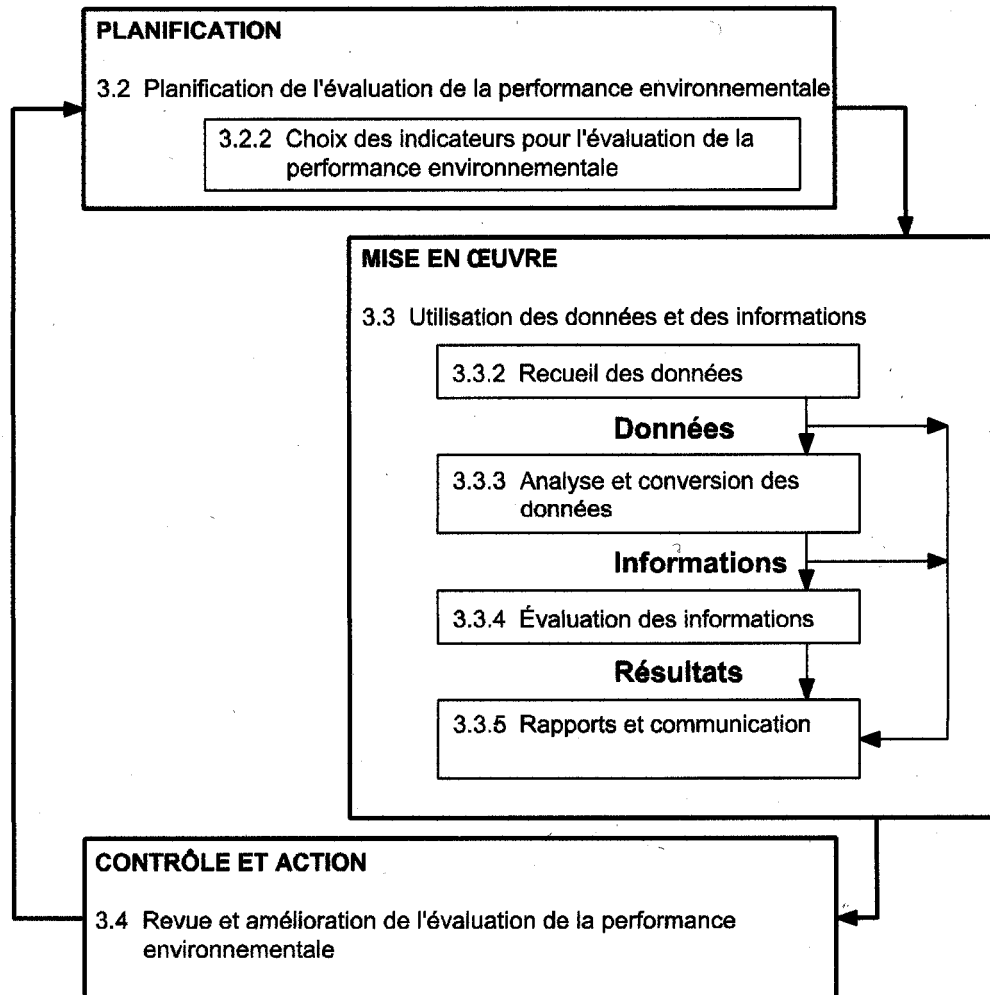 PLANIFICATION
3.2 Planification de l'évaluation de la performance environnementale
3.2.2 Choix des indicateurs pour l'évaluation de la
performance environnementale
MISE EN ŒUVRE
3.3 Utilisation des données et des informations
3.3.2 Recueil des données
Données
3.3.3 Analyse et conversion des
données
Informations
3.3.4 Évaluation des informations
Résultats
3.3.5 Rapports et communication
CONTRÔLE ET ACTION
3.4 Revue et amélioration de l'évaluation de la performance
environnementale